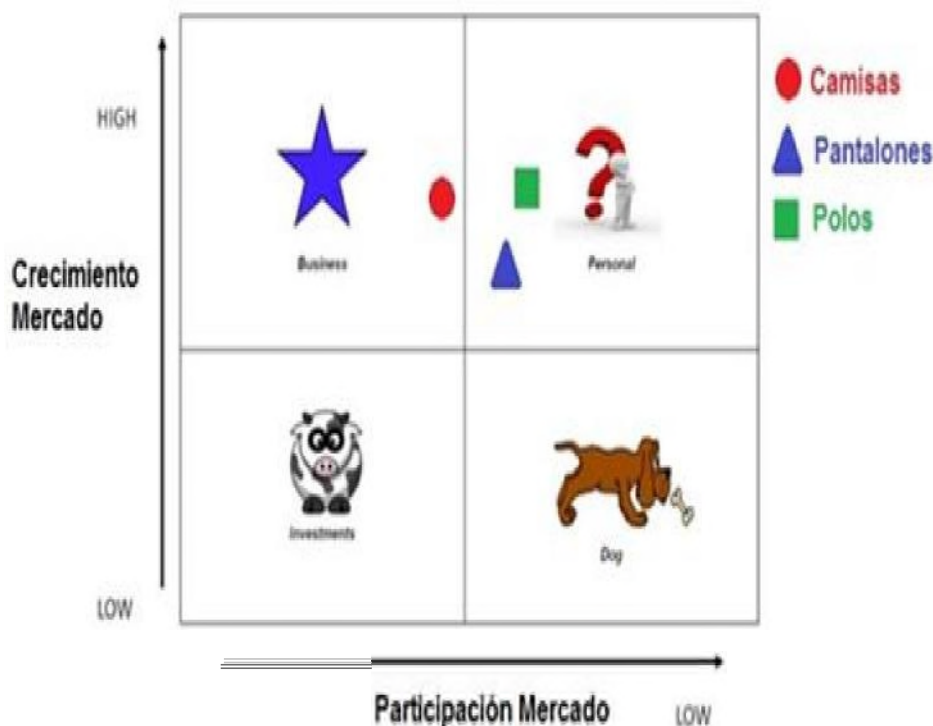 HIGH
Camisas
Pantalones
Polos
Business
Personal
Crecimiento
Mercado
Investments
Dog
LOW
Participación Mercado
LOW